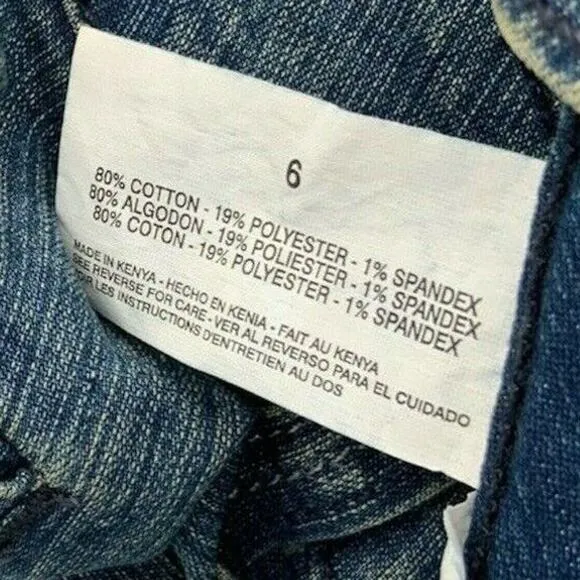 6
80% COTTON - 19% POLYESTER - 1% SPANDEX
80% ALGODON - 19% POLIESTER - 1% SPANDEX
80% COTON - 19% POLYESTER - 1% SPANDEX
MADE IN KENYA - HECHO EN KENIA - FAIT AU KENYA
SEE REVERSE FOR CARE - VER AL REVERSO PARA EL CUIDADO
LES INSTRUCTIONS D'ENTRETIEN AU DOS